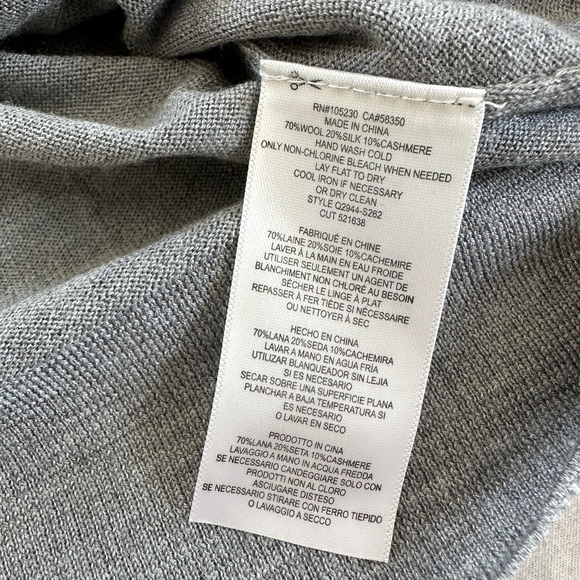 RN#105230 CA#56350
MADE IN CHINA
70%WOOL 20%SILK 10%CASHMERE
HAND WASH COLD
ONLY NON-CHLORINE BLEACH WHEN NEEDED
LAY FLAT TO DRY
COOL IRON IF NECESSARY
OR DRY CLEAN
STYLE Q2944-S262
CUT 521638
FABRIQUÉ EN CHINE
70%LAINE 20%SOIE 10%CACHEMIRE
LAVER À LA MAIN EN EAU FROIDE
UTILISER SEULEMENT UN AGENT DE
BLANCHIMENT NON CHLORÉ AU BESOIN
SÉCHER LE LINGE À PLAT
REPASSER À FER TIÈDE SI NÉCESSAIRE
OU NETTOYER À SEC
HECHO EN CHINA
70%LANA 20%SEDA 10%CACHEMIRA
LAVAR A MANO EN AGUA FRÍA
UTILIZAR BLANQUEADOR SIN LEJIA
SI ES NECESARIO
SECAR SOBRE UNA SUPERFICIE PLANA
PLANCHAR A BAJA TEMPERATURA SI
ES NECESARIO
O LAVAR EN SECO
PRODOTTO IN CINA
70%LANA 20%SETA 10%CASHMERE
LAVAGGIO A MANO IN ACQUA FREDDA
SE NECESSARIO CANDEGGIARE SOLO CON
PRODOTTI NON AL CLORO
ASCIUGARE DISTESO
SE NECESSARIO STIRARE CON FERRO TIEPIDO
O LAVAGGIO A SECCO